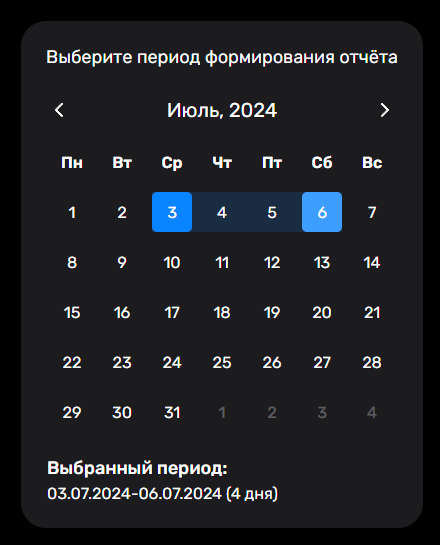 Выберите период формирования отчёта
Июль, 2024
Пн Вт Ср Чт Пт Сб Вс
1 2 3 4 5 6 7
8 9 10 11 12 13 14
15 16 17 18 19 20 21
22 23 24 25 26 27 28
29 30 31 1 2 3 4
Выбранный период:
03.07.2024-06.07.2024 (4 дня)